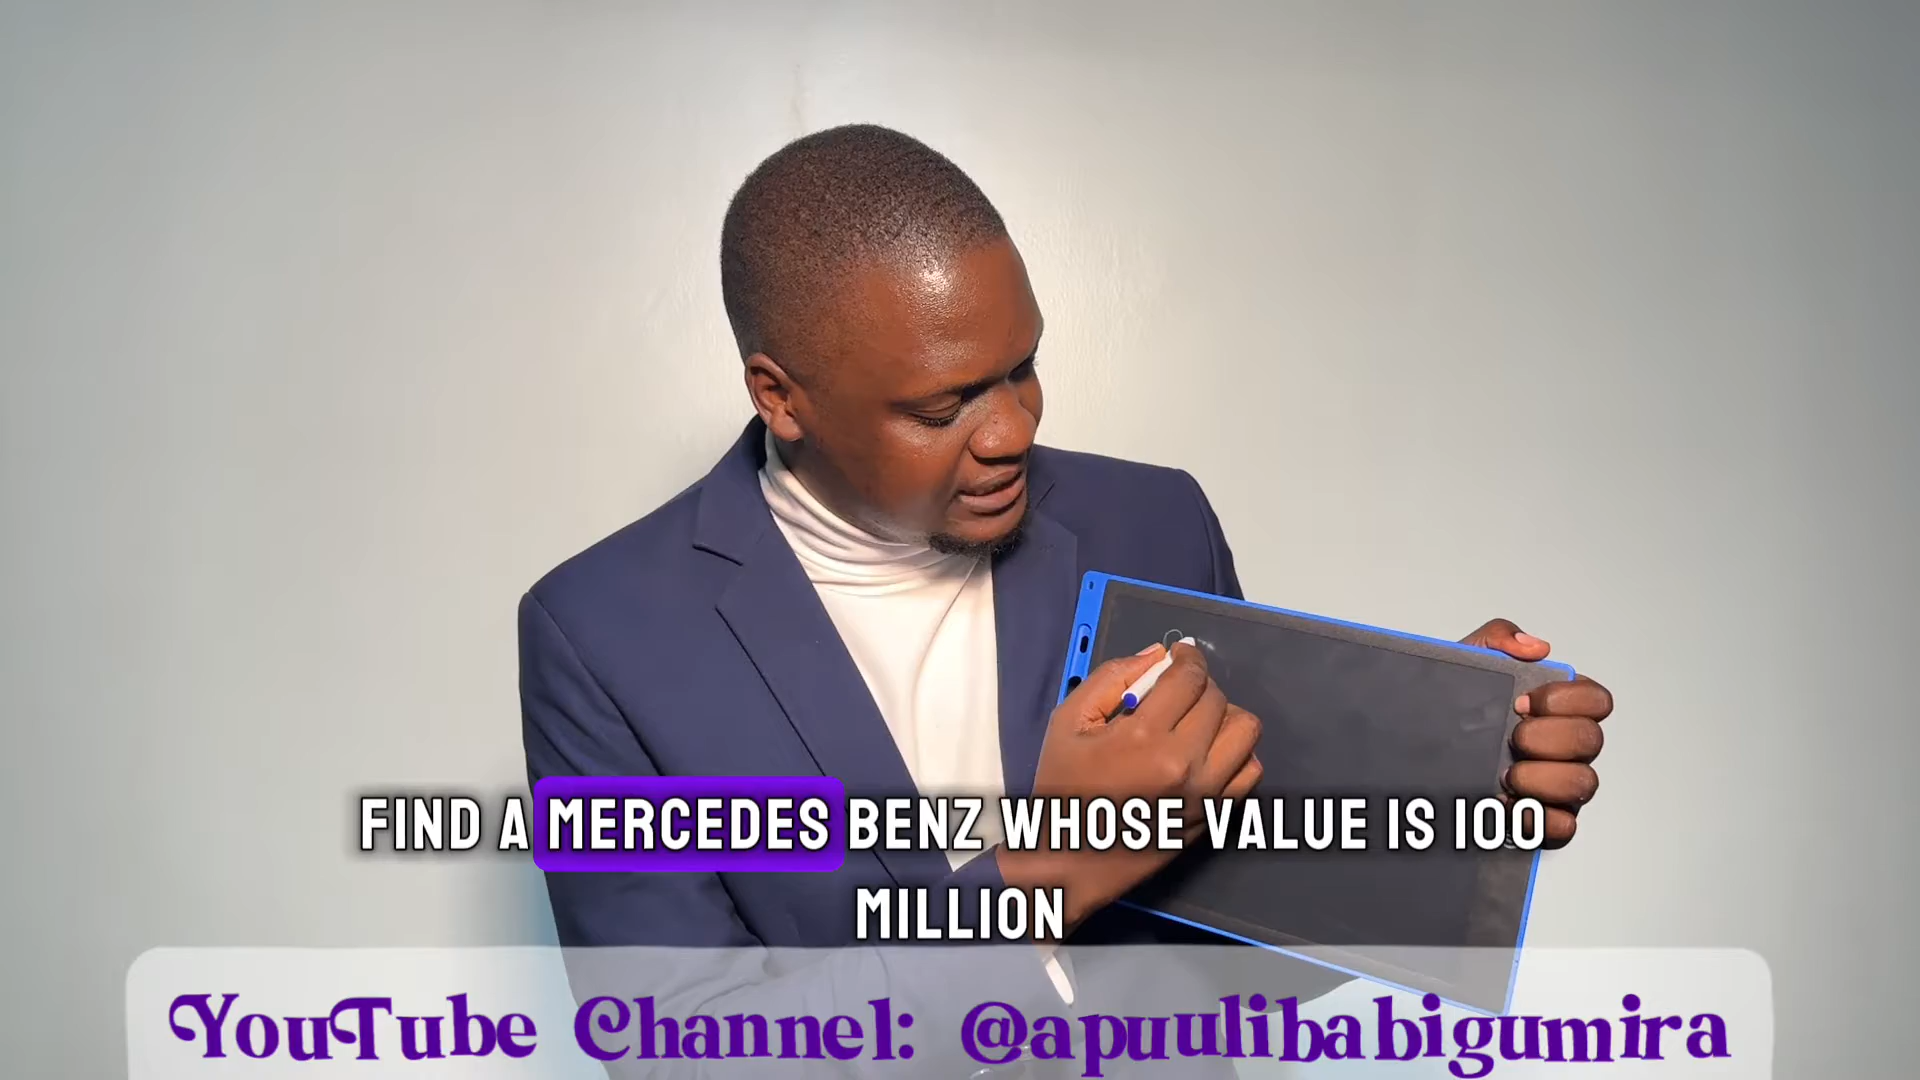 FIND A MERCEDES BENZ WHOSE VALUE IS 100
MILLION
YouTube Channel: @apuulibabigumira